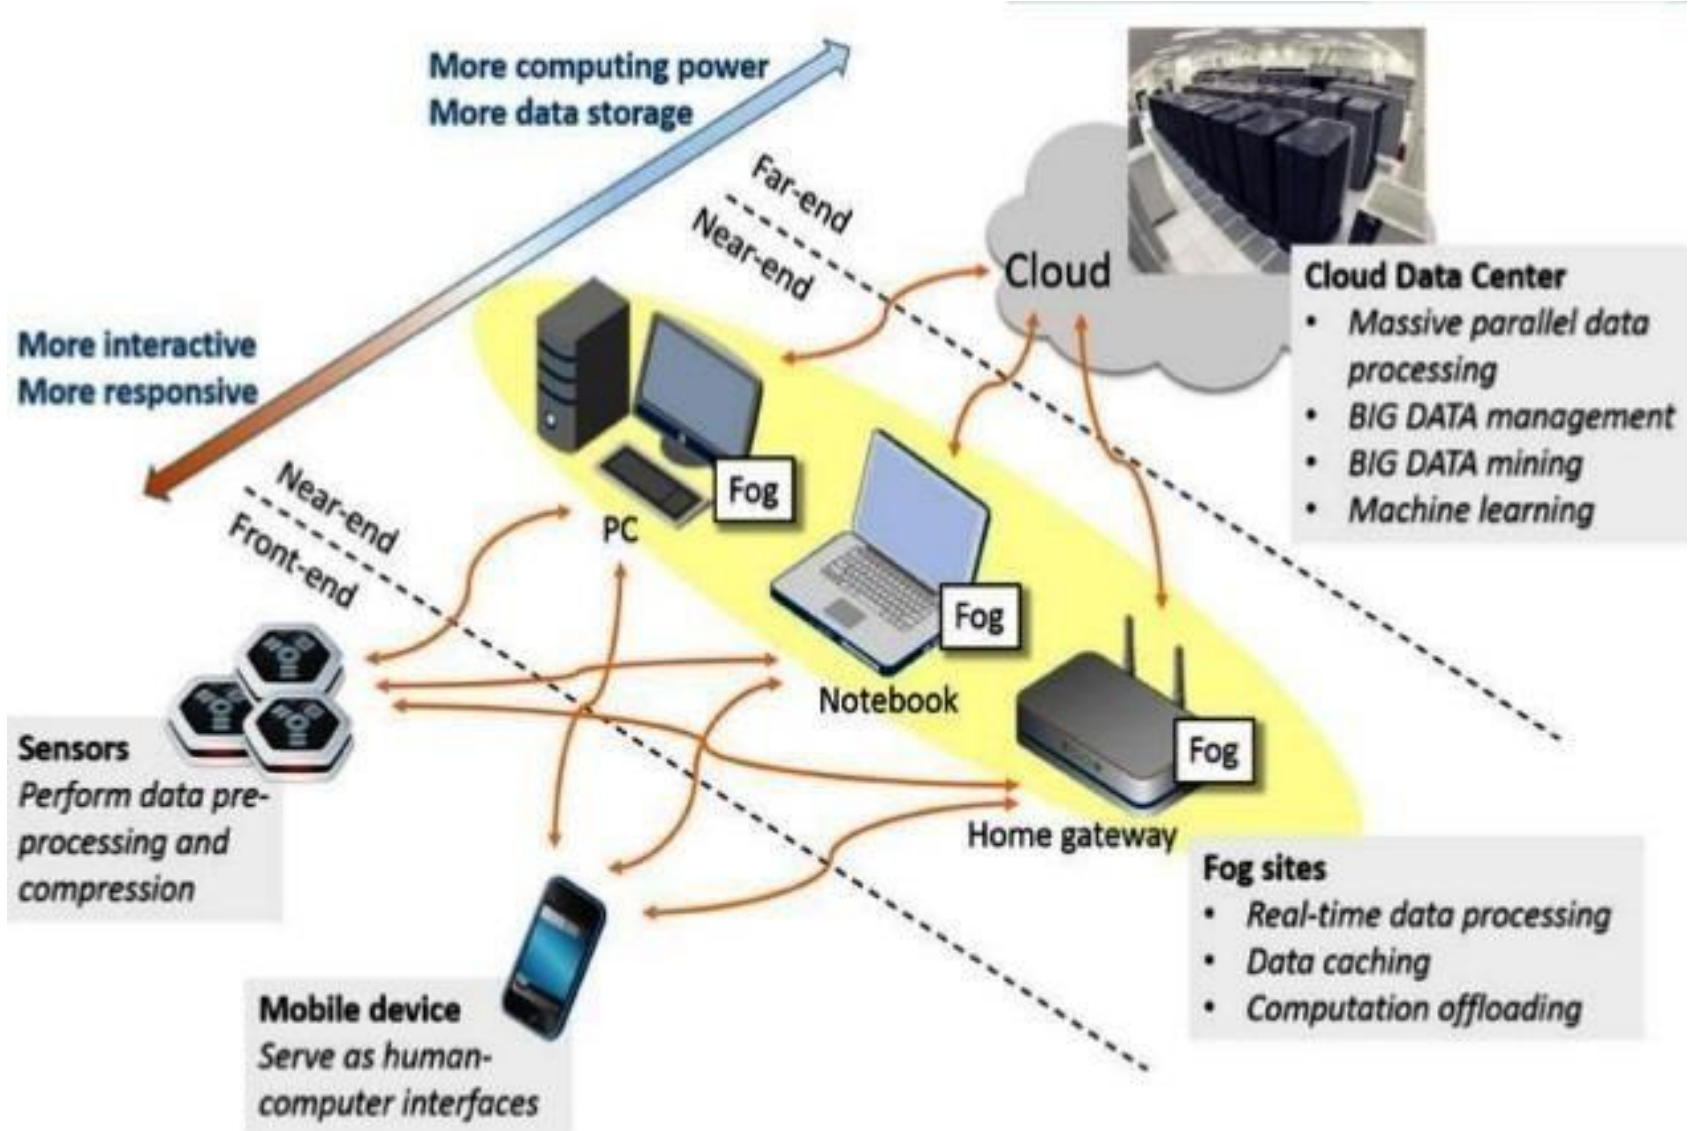 More computing power
More data storage
Far-end
Near-end
Cloud
Cloud Data Center
• Massive parallel data
processing
• BIG DATA management
• BIG DATA mining
• Machine learning
More interactive
More responsive
Near-end
Front-end
Fog
PC
Fog
Notebook
Fog
Home gateway
Sensors
Perform data pre-
processing and
compression
Fog sites
• Real-time data processing
• Data caching
• Computation offloading
Mobile device
Serve as human-
computer interfaces